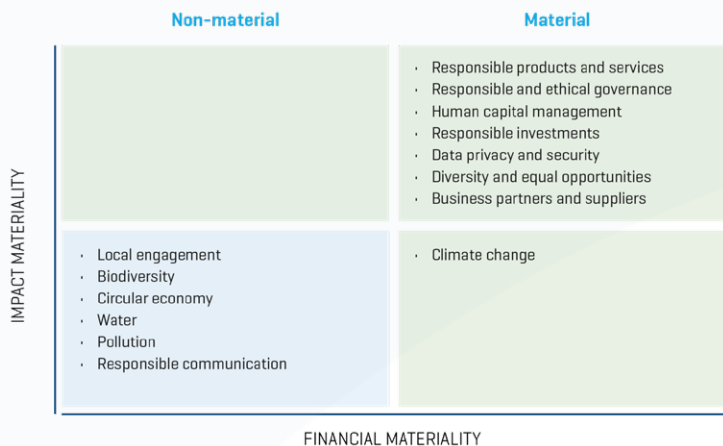 Non-material
Material
· Responsible products and services
· Responsible and ethical governance
· Human capital management
· Responsible investments
· Data privacy and security
· Diversity and equal opportunities
· Business partners and suppliers
IMPACT MATERIALITY
· Local engagement
· Biodiversity
· Circular economy
· Water
· Pollution
· Responsible communication
· Climate change
FINANCIAL MATERIALITY